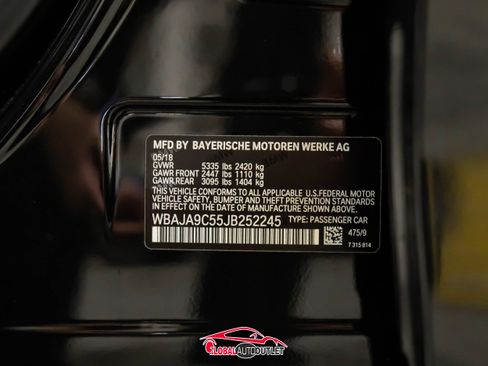 MFD BY BAYERISCHE MOTOREN WERKE AG
05/18
GVWR 5335 lbs 2420 kg
GAWR FRONT 2447 lbs 1110 kg
GAWR REAR 3095 lbs 1404 kg
THIS VEHICLE CONFORMS TO ALL APPLICABLE U.S.FEDERAL MOTOR
VEHICLE SAFETY, BUMPER AND THEFT PREVENTION STANDARDS
IN EFFECT ON THE DATE OF MANUFACTURE SHOWN ABOVE.
WBAJA9C55JB252245 TYPE: PASSENGER CAR
475/9
7 315 814
GLOBAL AUTO OUTLET